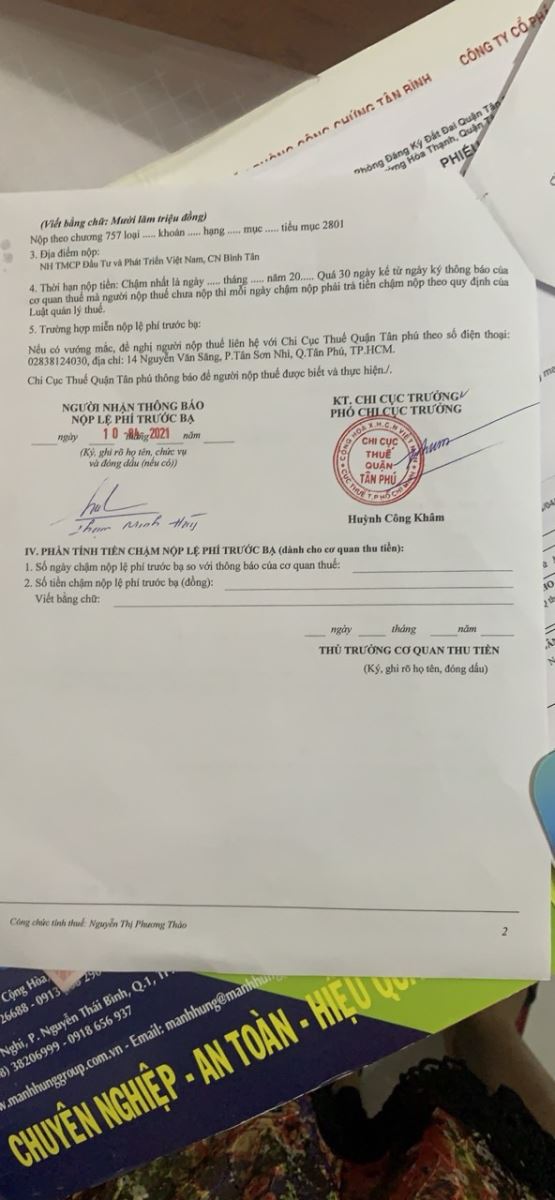 CÔNG TY CỔ PH
PHÒNG CÔNG CHỨNG TÂN BÌNH
Phòng Đăng Ký Đất Đai Quận Tân
Hòa Thạnh, Quận T
PHIẾU
(Viết bằng chữ: Mười lăm triệu đồng)
Nộp theo chương 757 loại ..... khoản ..... hạng ..... mục ..... tiểu mục 2801
3. Địa điểm nộp:
NH TMCP Đầu Tư và Phát Triển Việt Nam, CN Bình Tân
4. Thời hạn nộp tiền: Chậm nhất là ngày ..... tháng ..... năm 20..... Quá 30 ngày kể từ ngày ký thông báo của
cơ quan thuế mà người nộp thuế chưa nộp thì mỗi ngày chậm nộp phải trả tiền chậm nộp theo quy định của
Luật quản lý thuế.
5. Trường hợp miễn nộp lệ phí trước bạ:
Nếu có vướng mắc, đề nghị người nộp thuế liên hệ với Chi Cục Thuế Quận Tân phú theo số điện thoại:
02838124030, địa chỉ: 14 Nguyễn Văn Săng, P.Tân Sơn Nhì, Q.Tân Phú, TP.HCM.
Chi Cục Thuế Quận Tân phú thông báo để người nộp thuế được biết và thực hiện./.
NGƯỜI NHẬN THÔNG BÁO
NỘP LỆ PHÍ TRƯỚC BẠ
ngày 10 tháng 2021 năm
(Ký, ghi rõ họ tên, chức vụ
và đóng dấu (nếu có))
Phạm Minh Thùy
KT. CHI CỤC TRƯỞNG
PHÓ CHI CỤC TRƯỞNG
CỘNG HÒA X.H.C.N VIỆT NAM
CHI CỤC
THUẾ
QUẬN
TÂN PHÚ
CỤC THUẾ T.P HỒ CHÍ MINH
Huỳnh Công Khâm
IV. PHẦN TÍNH TIỀN CHẬM NỘP LỆ PHÍ TRƯỚC BẠ (dành cho cơ quan thu tiền):
1. Số ngày chậm nộp lệ phí trước bạ so với thông báo của cơ quan thuế:
2. Số tiền chậm nộp lệ phí trước bạ (đồng):
Viết bằng chữ:
ngày tháng năm
THỦ TRƯỞNG CƠ QUAN THU TIỀN
(Ký, ghi rõ họ tên, đóng dấu)
Công chức tính thuế: Nguyễn Thị Phương Thảo
2
Cộng Hòa,
26688 - 0913 290
Nghi, P. Nguyễn Thái Bình, Q.1, T
8) 38206999 - 0918 656 937
w.manhhunggroup.com.vn - Email: manhhung@manhh
CHUYÊN NGHIỆP - AN TOÀN - HIỆU QU